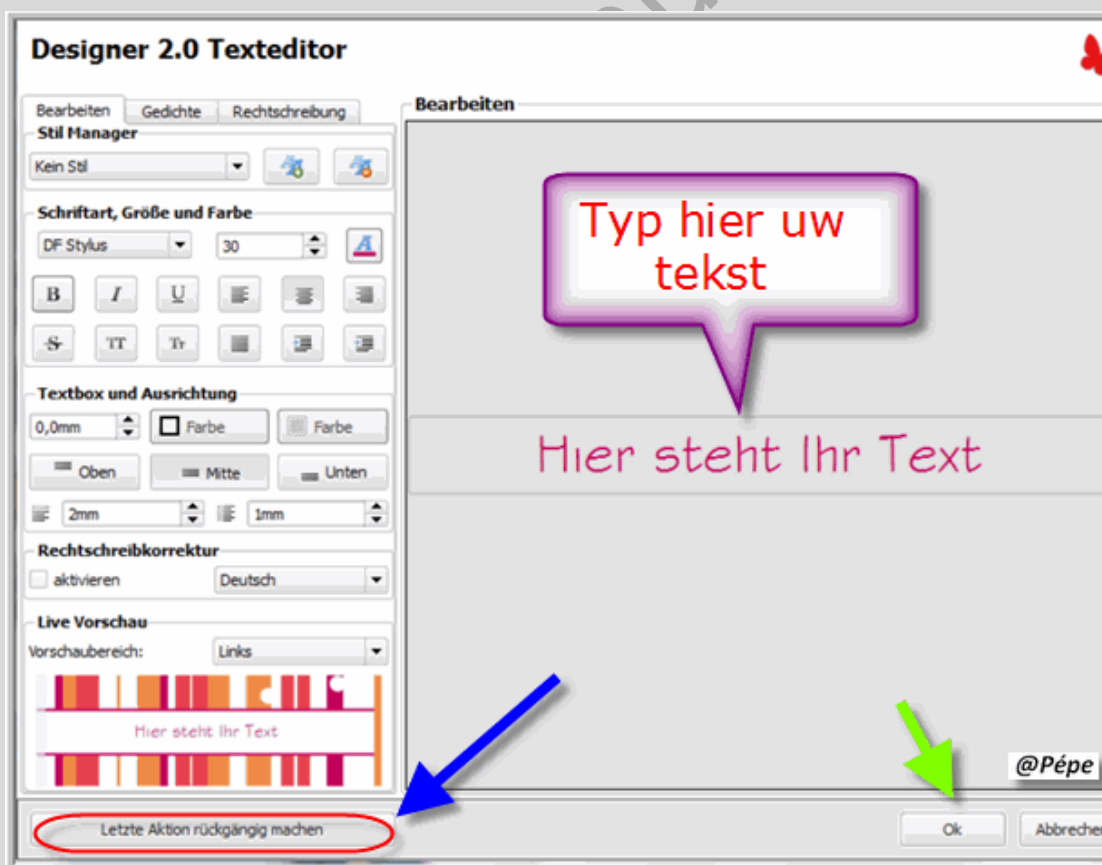 Designer 2.0 Texteditor
Bearbeiten Gedichte Rechtschreibung
Stil Manager
Kein Stil
Schriftart, Größe und Farbe
DF Stylus 30 A
B I U
S TT Tr
Textbox und Ausrichtung
0,0mm Farbe Farbe
Oben Mitte Unten
2mm 1mm
Rechtschreibkorrektur
aktivieren Deutsch
Live Vorschau
Vorschaubereich: Links
Hier steht Ihr Text
Letzte Aktion rückgängig machen
Bearbeiten
Typ hier uw
tekst
Hier steht Ihr Text
@Pépe
Ok Abbrechen